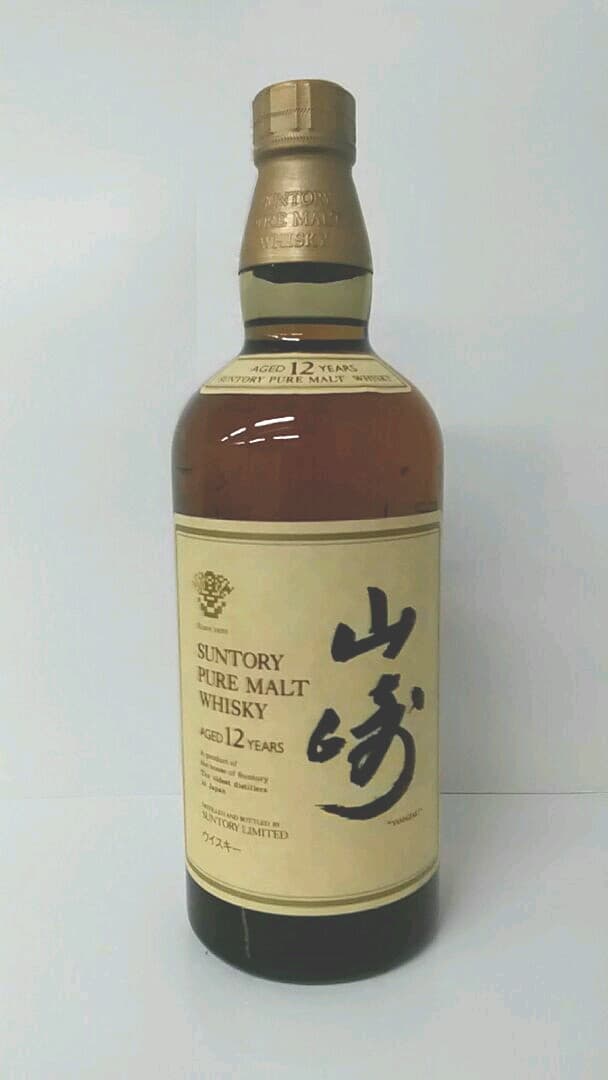 SUNTORY
PURE MALT
WHISKY
AGED 12 YEARS
SUNTORY PURE MALT WHISKY
SUNTORY
PURE MALT
WHISKY
AGED 12 YEARS
A product of
the house of Suntory
The oldest distillers
in Japan
DISTILLED AND BOTTLED BY
SUNTORY LIMITED
ウイスキー
山崎
"YAMAZAKI"